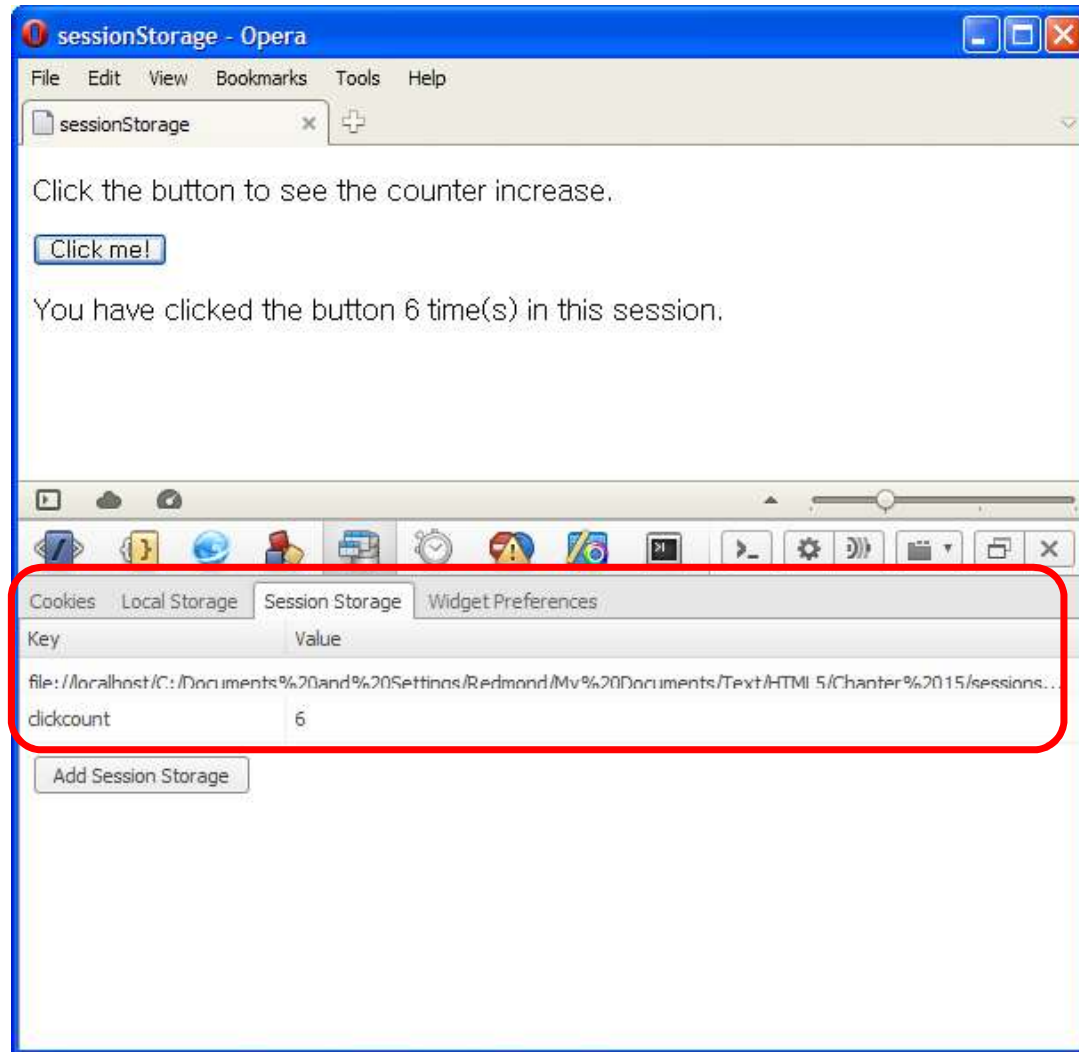 sessionStorage - Opera
File Edit View Bookmarks Tools Help
sessionStorage
Click the button to see the counter increase.
Click me!
You have clicked the button 6 time(s) in this session.
Cookies Local Storage Session Storage Widget Preferences
Key Value
file://localhost/C:/Documents%20and%20Settings/Redmond/My%20Documents/Text/HTML5/Chapter%2015/sessions...
clickcount 6
Add Session Storage